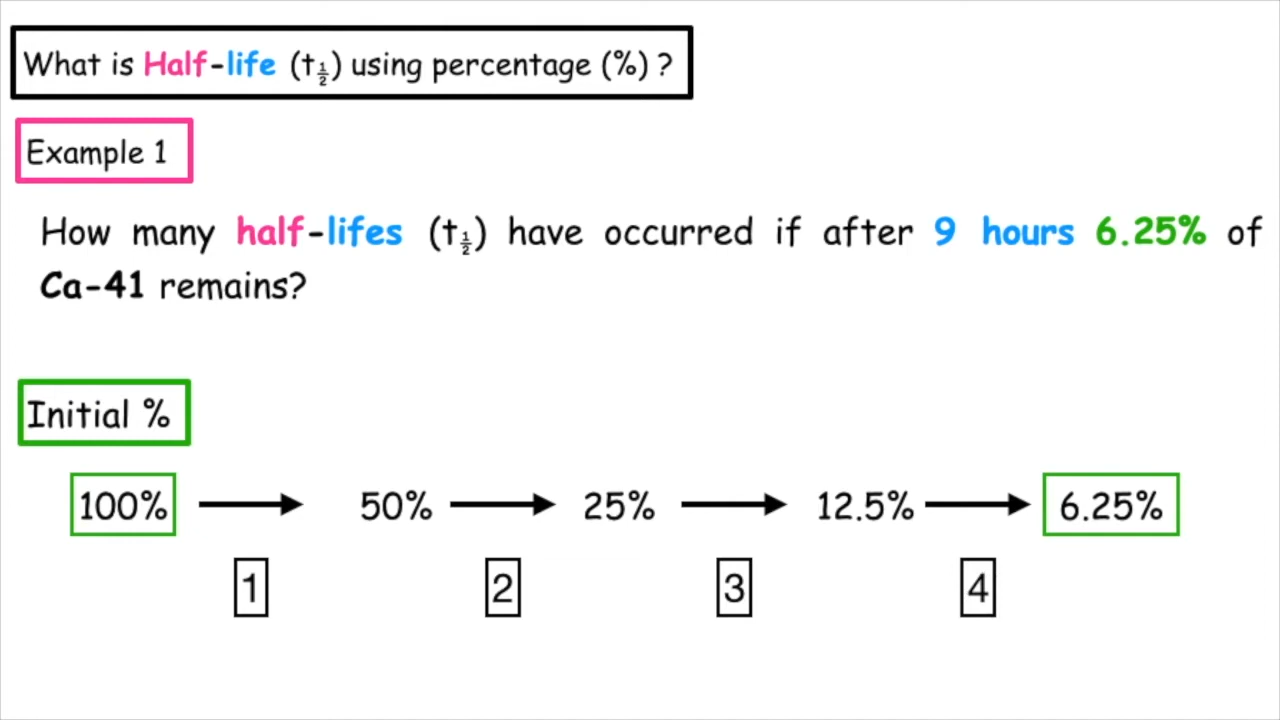 What is Half-life (t½) using percentage (%) ?
Example 1
How many half-lifes (t½) have occurred if after 9 hours 6.25% of
Ca-41 remains?
Initial %
100% 50% 25% 12.5% 6.25%
1 2 3 4